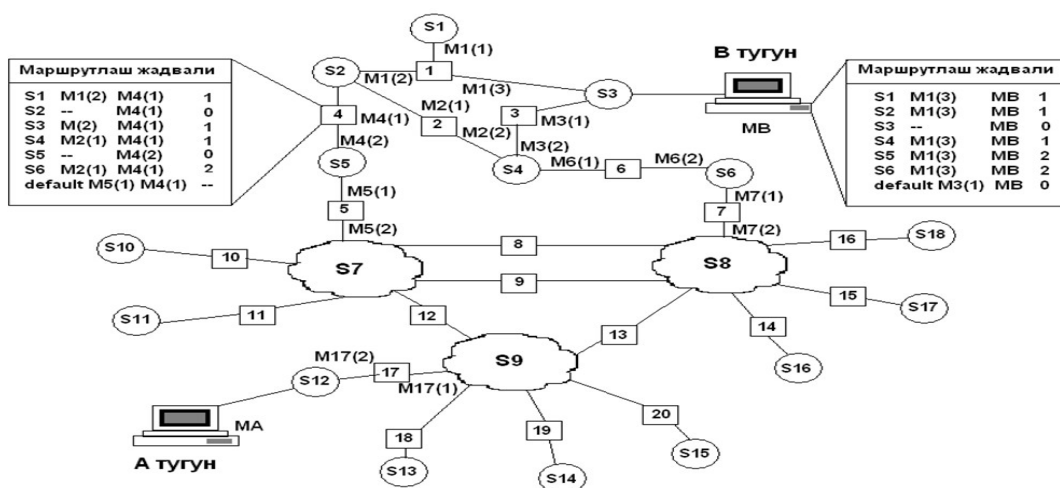 S1
M1(1)
В тугун
Маршрутлаш жадвали
S1 M1(2) M4(1) 1
S2 -- M4(1) 0
S3 M(2) M4(1) 1
S4 M2(1) M4(1) 1
S5 -- M4(2) 0
S6 M2(1) M4(1) 2
default M5(1) M4(1) --
S2
M1(2)
1
M1(3)
S3
MB
Маршрутлаш жадвали
S1 M1(3) MB 1
S2 M1(3) MB 1
S3 -- MB 0
S4 M1(3) MB 1
S5 M1(3) MB 2
S6 M1(3) MB 2
default M3(1) MB 0
4
M4(1)
M4(2)
M2(1)
2
M2(2)
3
M3(1)
M3(2)
S5
S4
M6(1)
6
M6(2)
S6
M5(1)
5
M5(2)
M7(1)
7
M7(2)
S10
10
S7
8
9
S8
16
S18
S11
11
12
13
15
S17
14
S16
S9
M17(2)
S12
17
M17(1)
MA
А тугун
18
S13
19
S14
20
S15